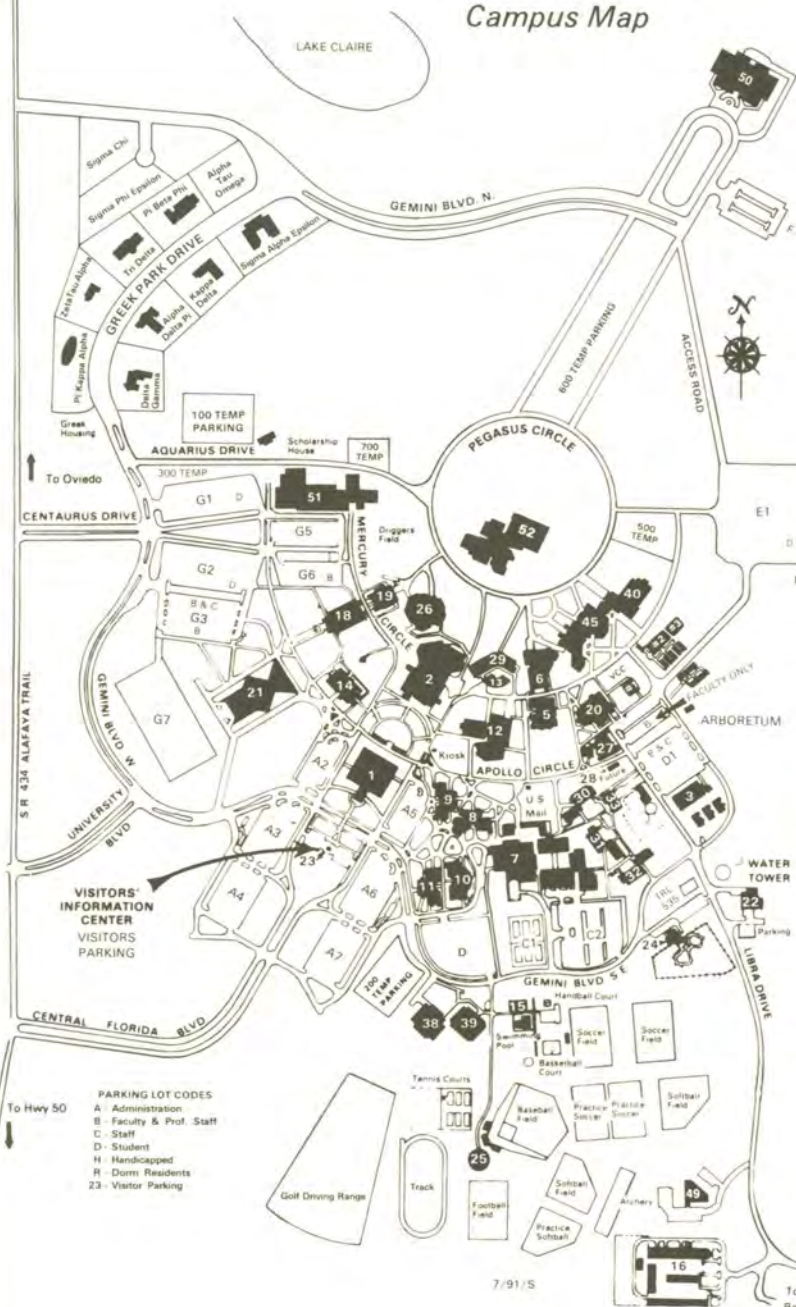 Campus Map
LAKE CLAIRE
50
Sigma Chi
Sigma Phi Epsilon
Pi Beta Phi
Alpha
Tau
Omega
GEMINI BLVD. N.
Tri Delta
Sigma Alpha Epsilon
Zeta Tau Alpha
GREEK PARK DRIVE
Kappa
Delta
Alpha
Delta Pi
Pi Kappa Alpha
Delta
Gamma
600 TEMP PARKING
ACCESS ROAD
N
Greek
Housing
100 TEMP
PARKING
Scholarship
House
700
TEMP
PEGASUS CIRCLE
AQUARIUS DRIVE
To Oviedo
300 TEMP
G1 D
51
52
E1
D
CENTAURUS DRIVE
G5
MERCURY
CIRCLE
Driggers
Field
500
TEMP
G2
D
G6 B
B & C
G3
B
19
18
26
40
45
29
13
2
6
#2 #3
VCC
14
21
G7
5
20
FACULTY ONLY
ARBORETUM
S R 434 ALAFAYA TRAIL
GEMINI BLVD W
12
Kiosk
APOLLO CIRCLE
27
B
B & C
D1
28 Future
A2
1
A5
9
8
U S
Mail
30
33
3
UNIVERSITY
BLVD
A3
23
7
31
32
A4
A6
11
10
WATER
TOWER
22
Parking
VISITORS'
INFORMATION
CENTER
VISITORS
PARKING
A7
D
C1
C2
24
LIBRA DRIVE
200
TEMP
PARKING
GEMINI BLVD S E
CENTRAL FLORIDA BLVD
38
39
15
Handball Court
Swimming
Pool
Soccer
Field
Soccer
Field
Basketball
Court
To Hwy 50
PARKING LOT CODES
A - Administration
B - Faculty & Prof. Staff
C - Staff
D - Student
H - Handicapped
R - Dorm Residents
23 - Visitor Parking
Tennis Courts
Baseball
Field
Practice
Soccer
Practice
Soccer
Softball
Field
25
Golf Driving Range
Track
Football
Field
Softball
Field
Practice
Softball
Archery
49
16
7/91/S
To